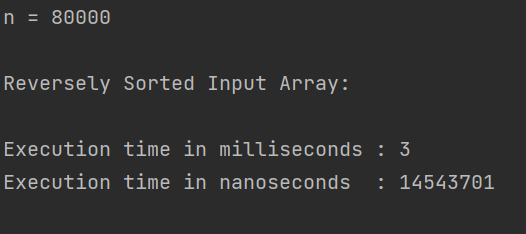 n = 80000
Reversely Sorted Input Array:
Execution time in milliseconds : 3
Execution time in nanoseconds  : 14543701